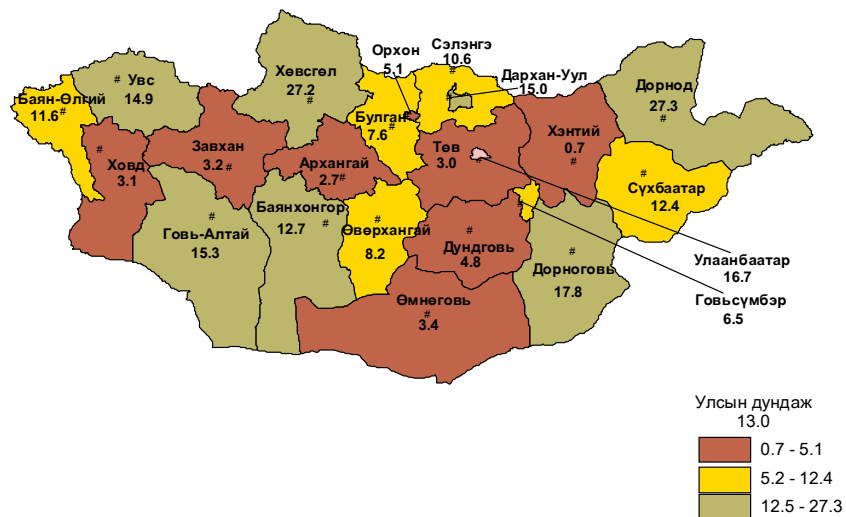 Орхон
5.1
Сэлэнгэ
10.6
Дархан-Уул
15.0
Хөвсгөл
27.2
#
Увс
# 14.9
Баян-Өлгий
11.6#
Булган
7.6#
Дорнод
27.3
#
Завхан
3.2#
Ховд
#
3.1
Архангай
2.7#
Төв
3.0
#
Хэнтий
0.7
#
#
Сүхбаатар
12.4
Баянхонгор
12.7#
#
Говь-Алтай
15.3
#
Өвөрхангай
8.2
#
Дундговь
4.8
#
Дорноговь
17.8
Улаанбаатар
16.7
Говьсүмбэр
6.5
Өмнөговь
#
3.4
Улсын дундаж
13.0
0.7 - 5.1
5.2 - 12.4
12.5 - 27.3